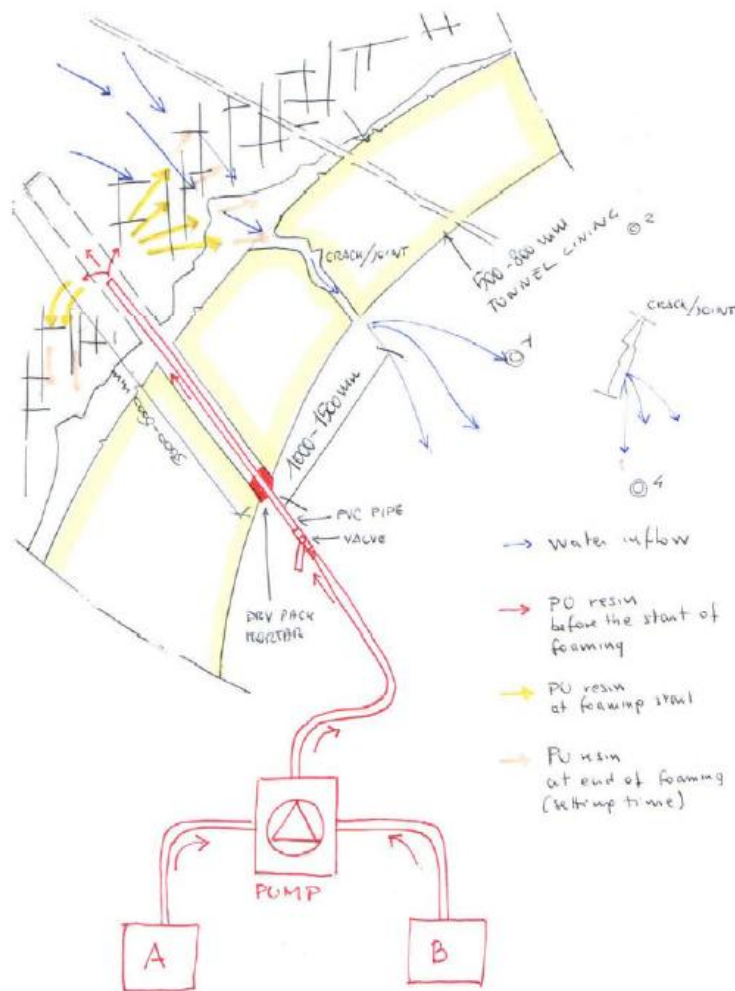 CRACK/JOINT
500-800 mm
TUNNEL LINING
2
CRACK/JOINT
1
1000-1500 mm
4
PVC PIPE
VALVE
DRY PACK
MORTAR
water inflow
PU resin
before the start of
foaming
PU resin
at foaming start
PU resin
at end of foaming
(setting time)
PUMP
A
B